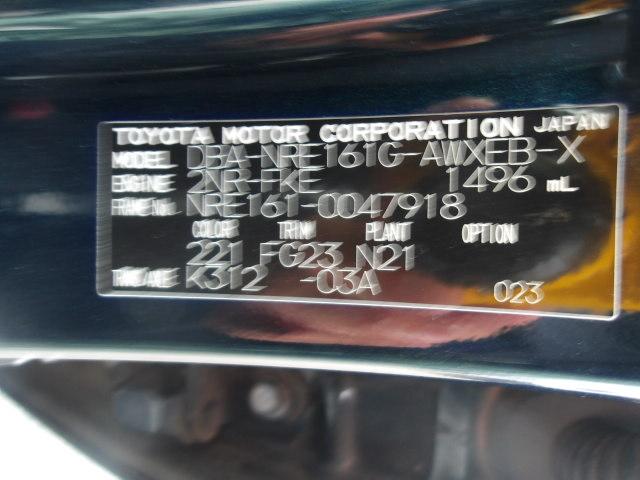 TOYOTA MOTOR CORPORATION JAPAN
MODEL DBA-NRE161G-AWXEB-X
ENGINE 2NR-FKE 1496 mL
FRAME No. NRE161-0047918
COLOR TRIM PLANT OPTION
221 FG23 N21
TRANS/AXLE K312 -03A
023